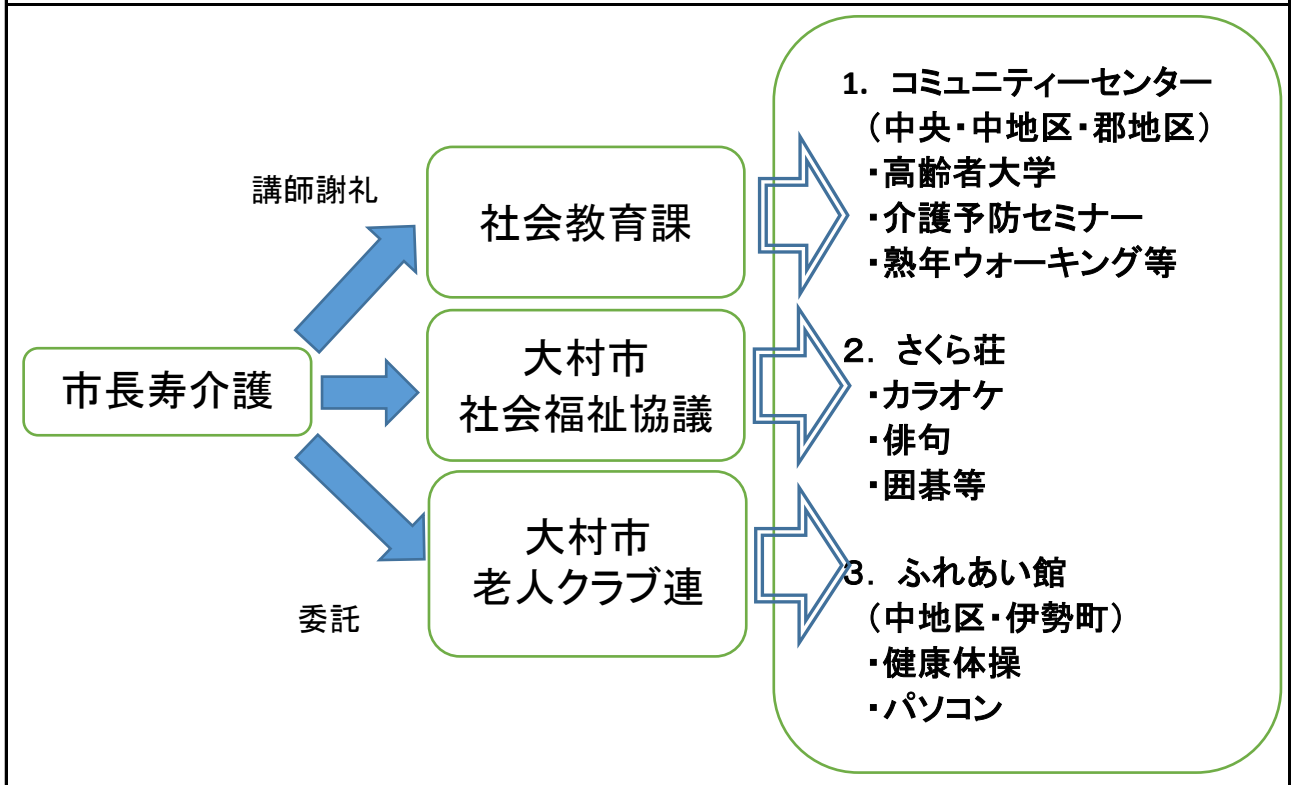 講師謝礼
市長寿介護
委託
社会教育課
大村市
社会福祉協議
大村市
老人クラブ連
1. コミュニティーセンター
（中央・中地区・郡地区）
・高齢者大学
・介護予防セミナー
・熟年ウォーキング等
２．さくら荘
・カラオケ
・俳句
・囲碁等
３．ふれあい館
（中地区・伊勢町）
・健康体操
・パソコン